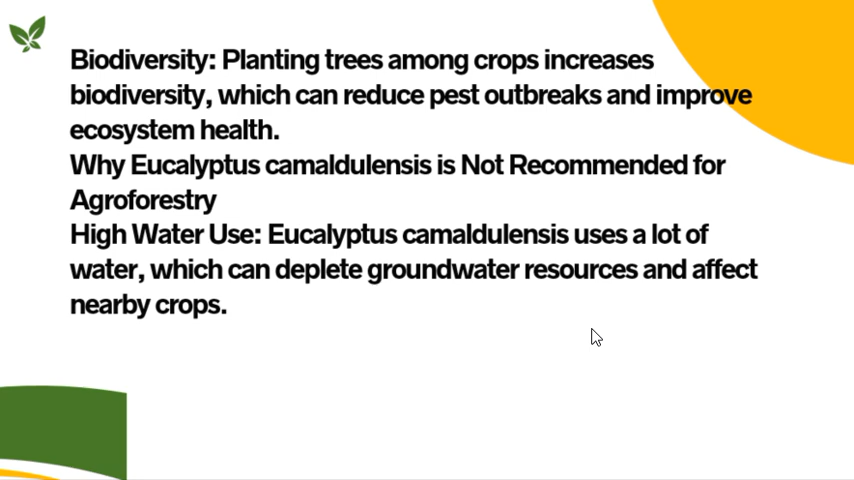 Biodiversity: Planting trees among crops increases
biodiversity, which can reduce pest outbreaks and improve
ecosystem health.
Why Eucalyptus camaldulensis is Not Recommended for
Agroforestry
High Water Use: Eucalyptus camaldulensis uses a lot of
water, which can deplete groundwater resources and affect
nearby crops.